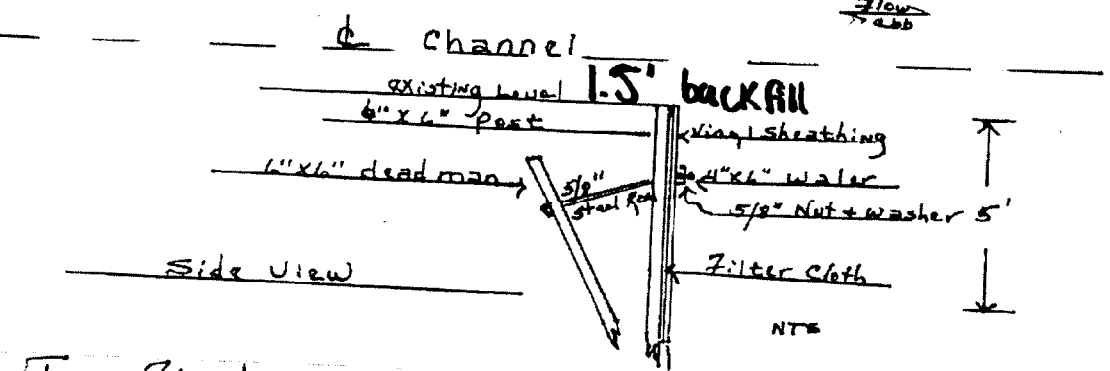 Flow
ebb
℄ Channel
existing Level 1.5' backfill
6"x6" Post
Vinyl Sheathing
6"x6" dead man
5/8"
Steel Rod
4"x6" Waler
5/8" Nut + washer
5'
Side View
Filter Cloth
NTS